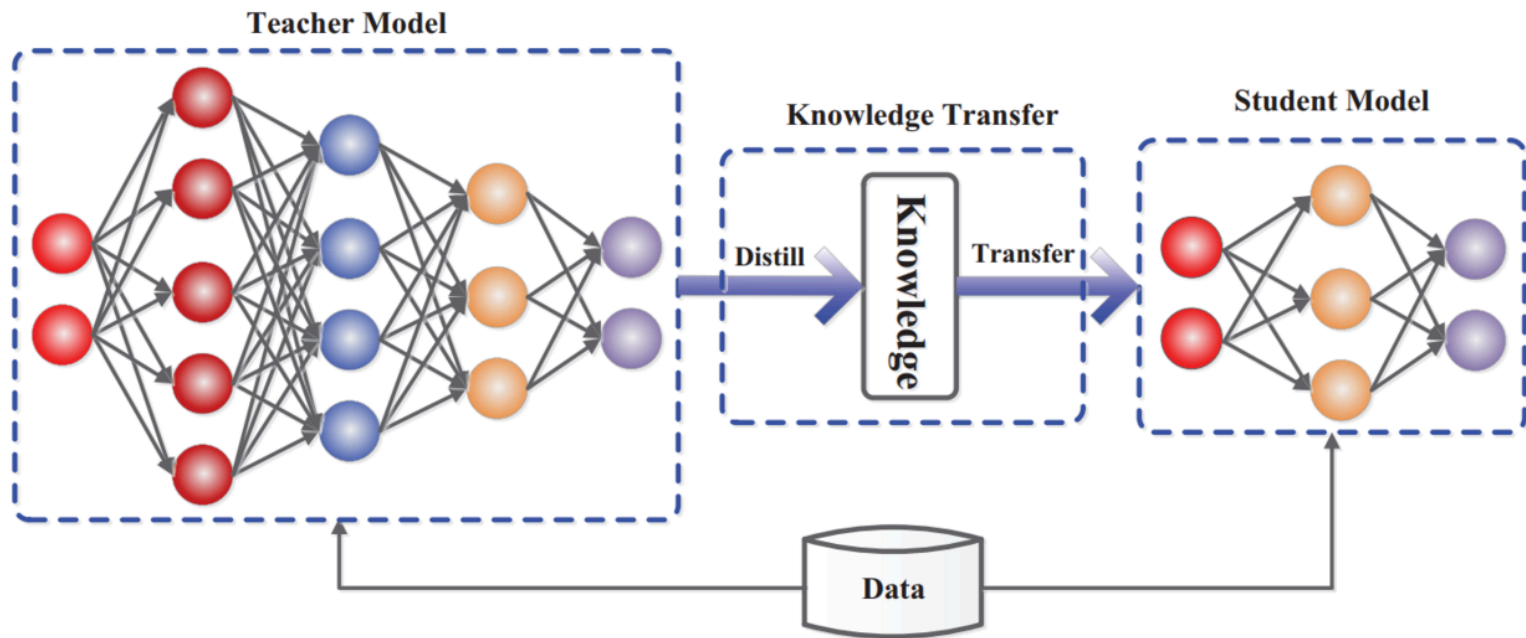 Teacher Model
Knowledge Transfer
Student Model
Distill
Knowledge
Transfer
Data